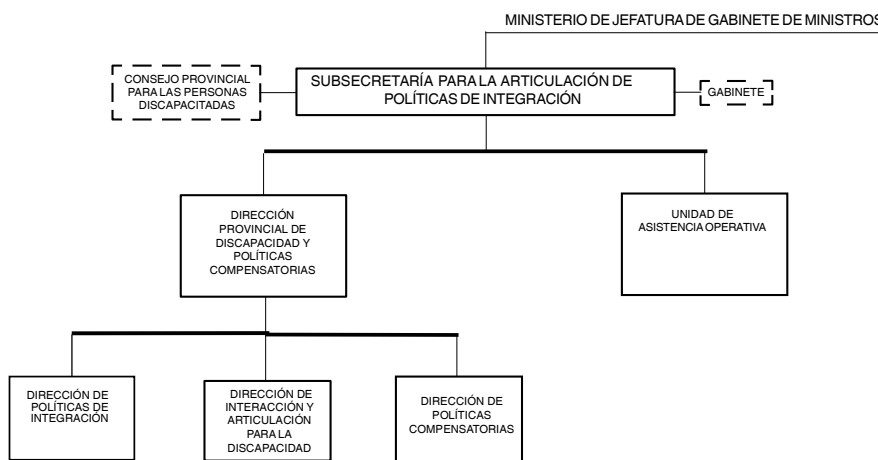 MINISTERIO DE JEFATURA DE GABINETE DE MINISTROS
CONSEJO PROVINCIAL
PARA LAS PERSONAS
DISCAPACITADAS
SUBSECRETARÍA PARA LA ARTICULACIÓN DE
POLÍTICAS DE INTEGRACIÓN
GABINETE
DIRECCIÓN
PROVINCIAL DE
DISCAPACIDAD Y
POLÍTICAS
COMPENSATORIAS
UNIDAD DE
ASISTENCIA OPERATIVA
DIRECCIÓN DE
POLÍTICAS DE
INTEGRACIÓN
DIRECCIÓN DE
INTERACCIÓN Y
ARTICULACIÓN
PARA LA
DISCAPACIDAD
DIRECCIÓN DE
POLÍTICAS
COMPENSATORIAS